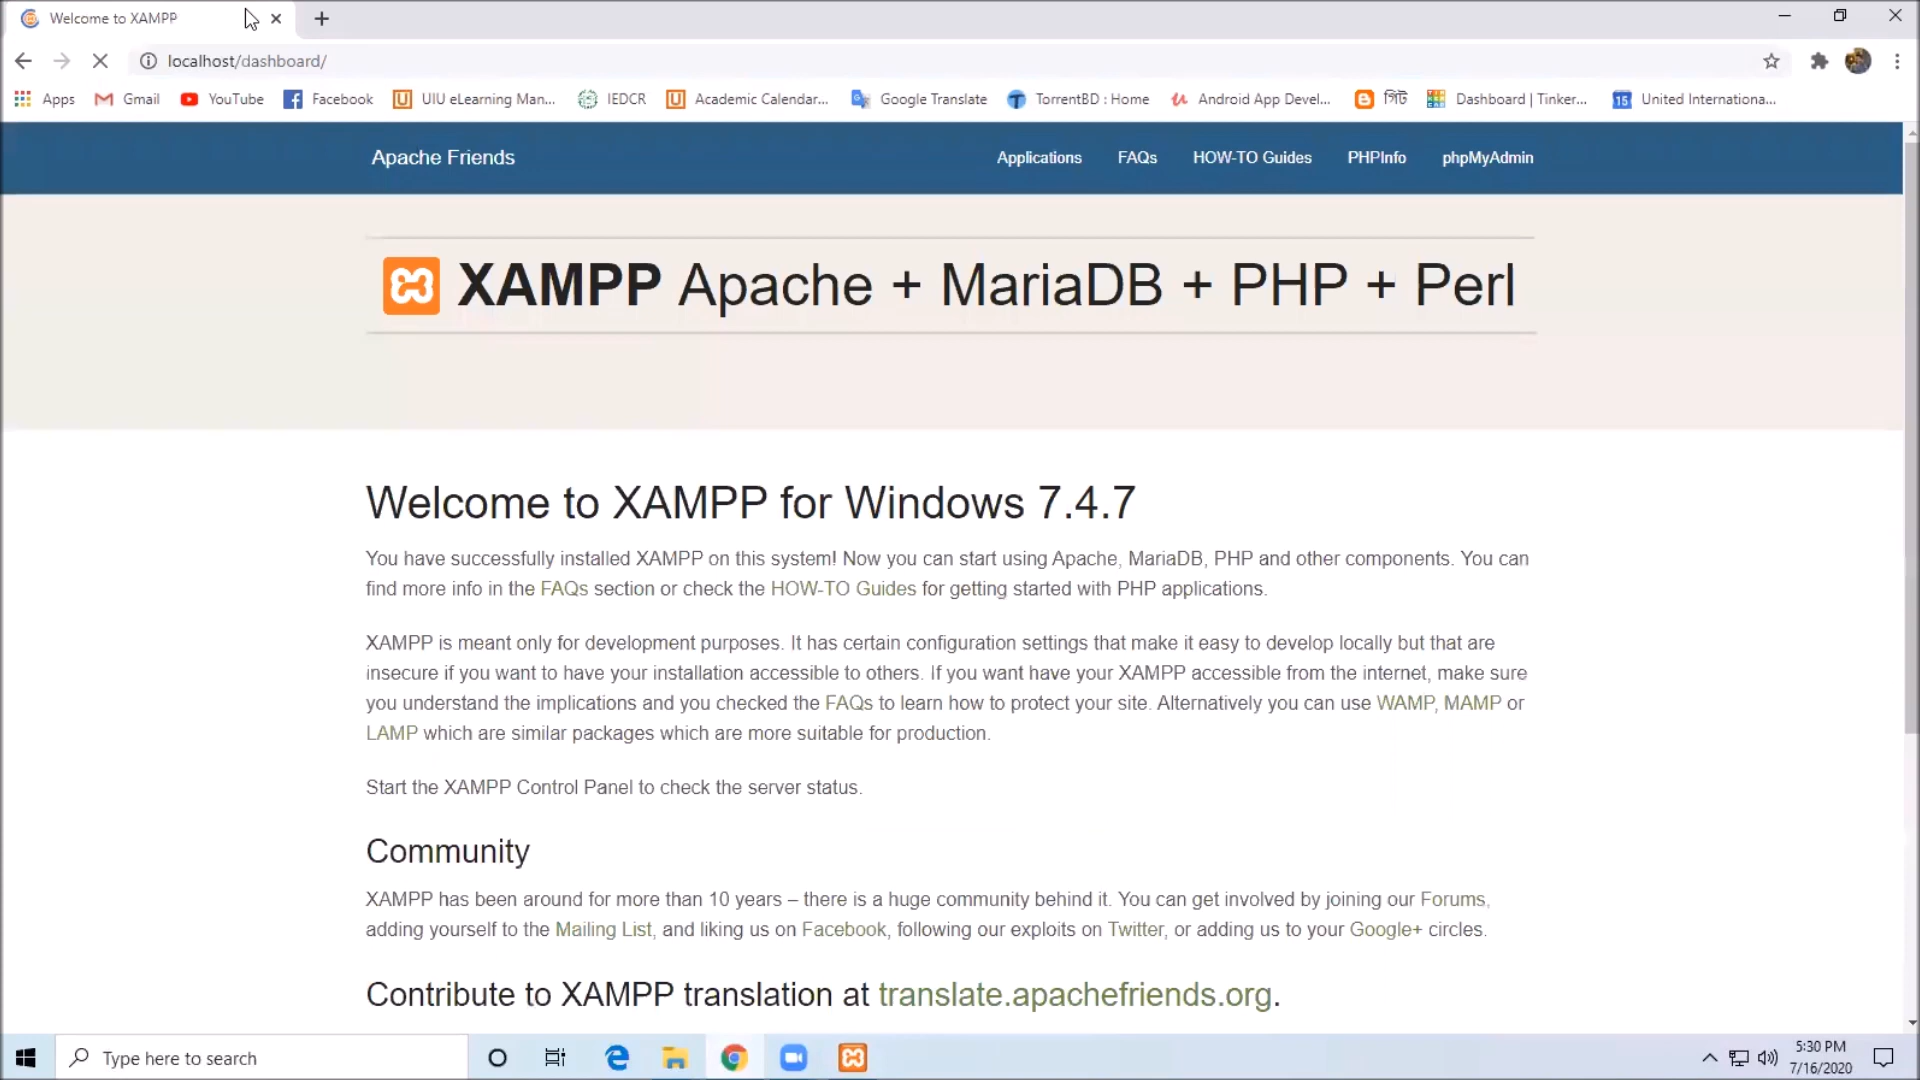 Welcome to XAMPP
localhost/dashboard/
Apps Gmail YouTube Facebook UIU eLearning Man... IEDCR Academic Calendar... Google Translate TorrentBD : Home Android App Devel... গিট Dashboard | Tinker... 15 United Internationa...
Apache Friends Applications FAQs HOW-TO Guides PHPInfo phpMyAdmin
XAMPP Apache + MariaDB + PHP + Perl
Welcome to XAMPP for Windows 7.4.7
You have successfully installed XAMPP on this system! Now you can start using Apache, MariaDB, PHP and other components. You can
find more info in the FAQs section or check the HOW-TO Guides for getting started with PHP applications.
XAMPP is meant only for development purposes. It has certain configuration settings that make it easy to develop locally but that are
insecure if you want to have your installation accessible to others. If you want have your XAMPP accessible from the internet, make sure
you understand the implications and you checked the FAQs to learn how to protect your site. Alternatively you can use WAMP, MAMP or
LAMP which are similar packages which are more suitable for production.
Start the XAMPP Control Panel to check the server status.
Community
XAMPP has been around for more than 10 years – there is a huge community behind it. You can get involved by joining our Forums,
adding yourself to the Mailing List, and liking us on Facebook, following our exploits on Twitter, or adding us to your Google+ circles.
Contribute to XAMPP translation at translate.apachefriends.org.
Type here to search
5:30 PM
7/16/2020